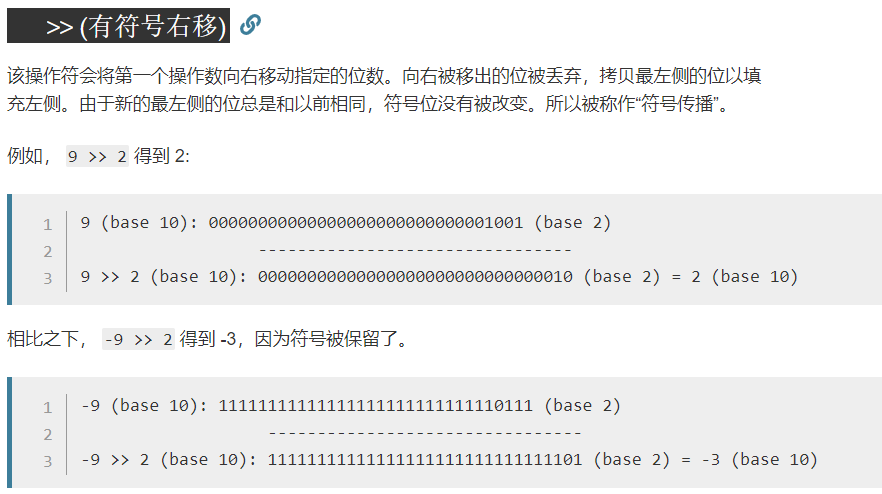 >> (有符号右移)
该操作符会将第一个操作数向右移动指定的位数。向右被移出的位被丢弃，拷贝最左侧的位以填
充左侧。由于新的最左侧的位总是和以前相同，符号位没有被改变。所以被称作“符号传播”。
例如， 9 >> 2 得到 2:
1 9 (base 10): 00000000000000000000000000001001 (base 2)
2 --------------------------------
3 9 >> 2 (base 10): 00000000000000000000000000000010 (base 2) = 2 (base 10)
相比之下， -9 >> 2 得到 -3，因为符号被保留了。
1 -9 (base 10): 11111111111111111111111111110111 (base 2)
2 --------------------------------
3 -9 >> 2 (base 10): 11111111111111111111111111111101 (base 2) = -3 (base 10)